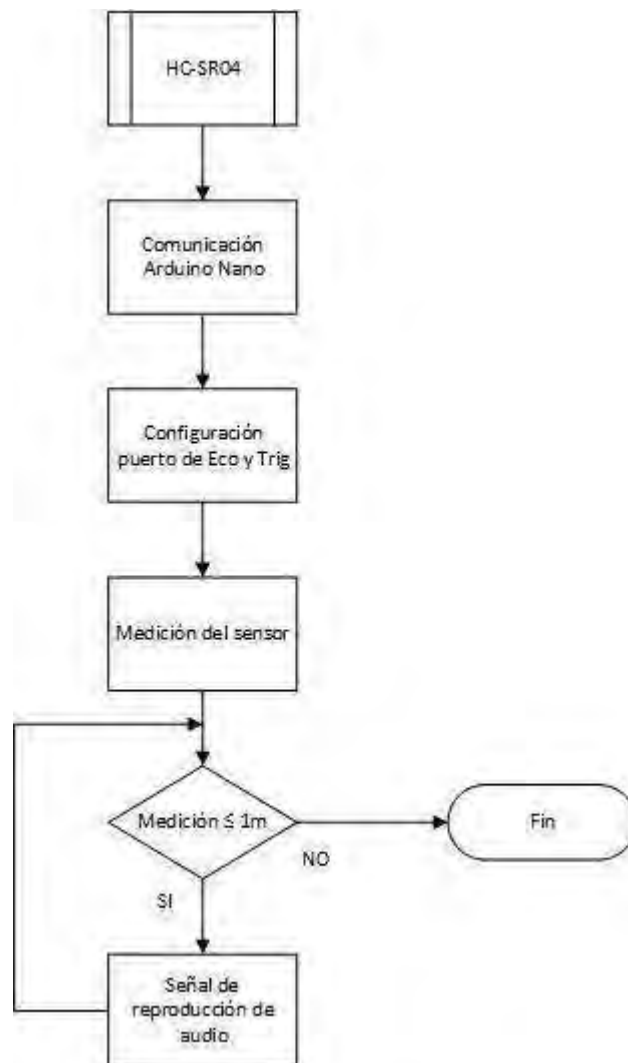 HC-SR04
Comunicación
Arduino Nano
Configuración
puerto de Eco y Trig
Medición del sensor
Medición ≤ 1m
Fin
NO
SI
Señal de
reproducción de
audio